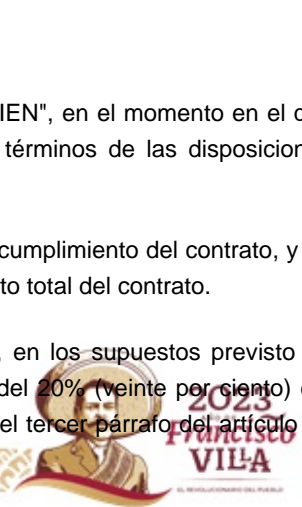 IEN", en el momento en el
términos de las disposicion
cumplimiento del contrato, y
to total del contrato.
en los supuestos previsto
del 20% (veinte por ciento)
el tercer párrafo del artículo
2023
Francisco
VILLA
EL REVOLUCIONARIO DEL PUEBLO